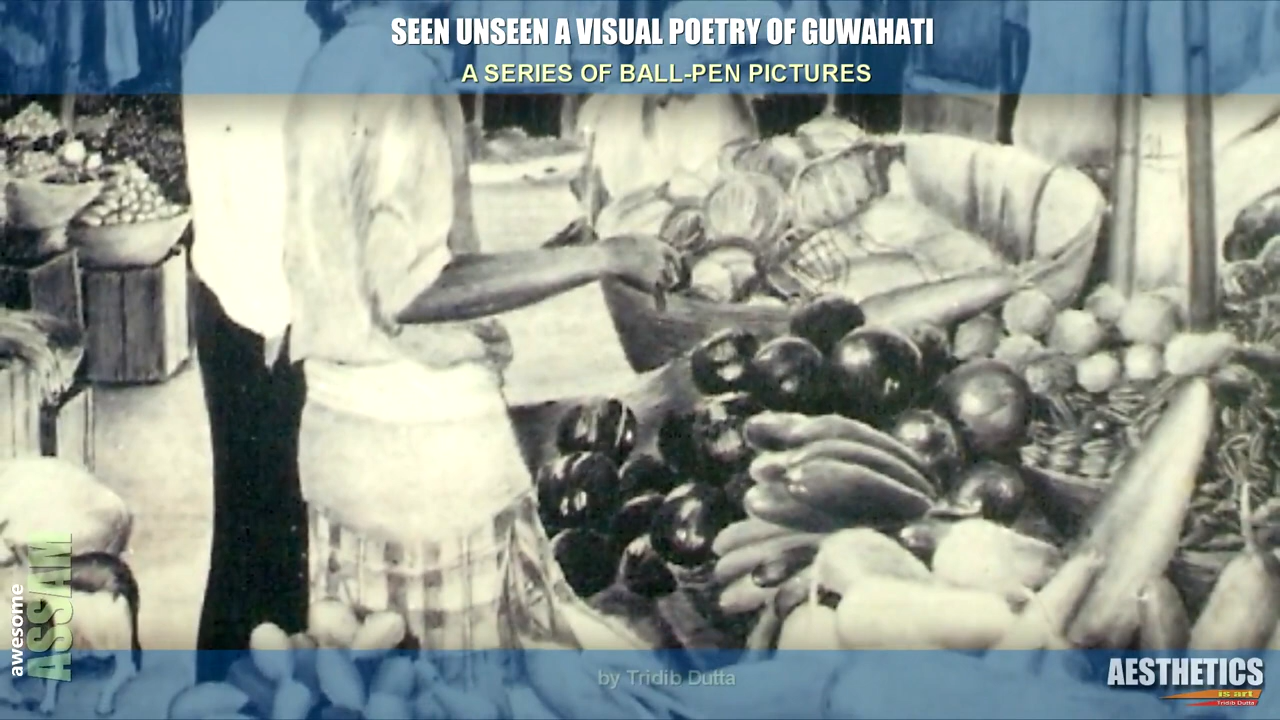 SEEN UNSEEN A VISUAL POETRY OF GUWAHATI
A SERIES OF BALL-PEN PICTURES
awesome
ASSAM
by Tridib Dutta
AESTHETICS
is art
Tridib Dutta